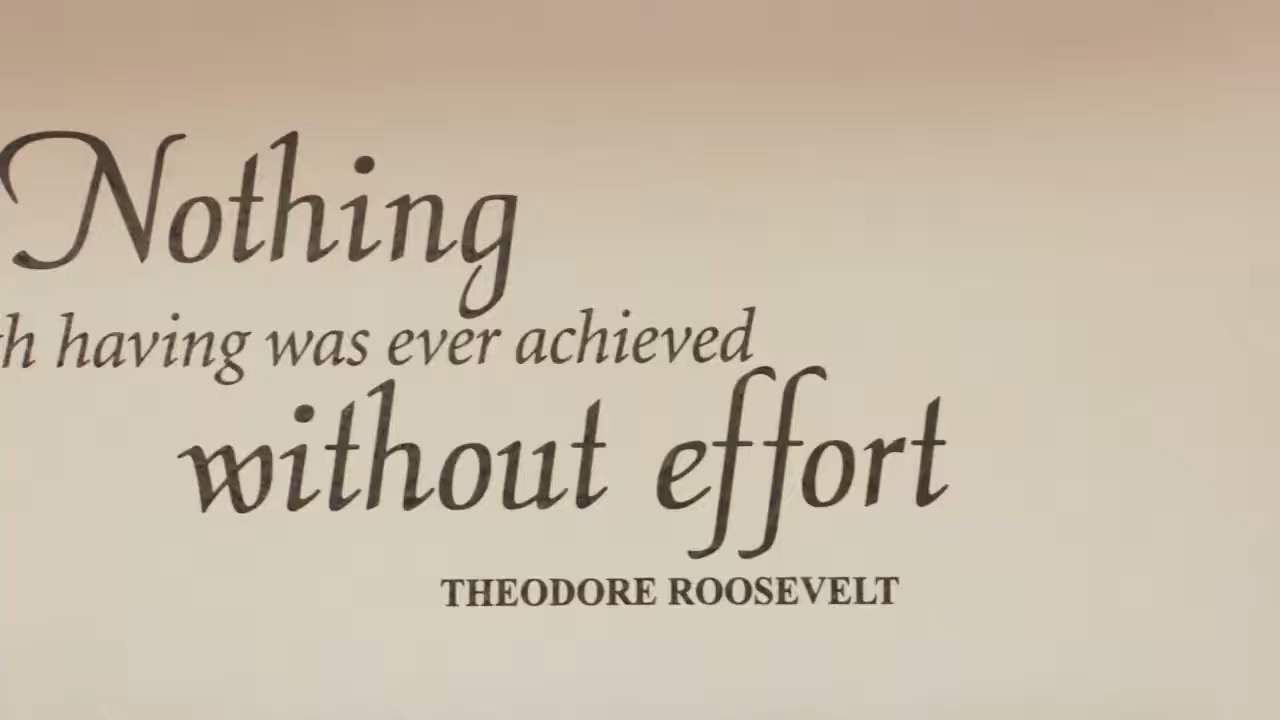 Nothing
h having was ever achieved
without effort
THEODORE ROOSEVELT